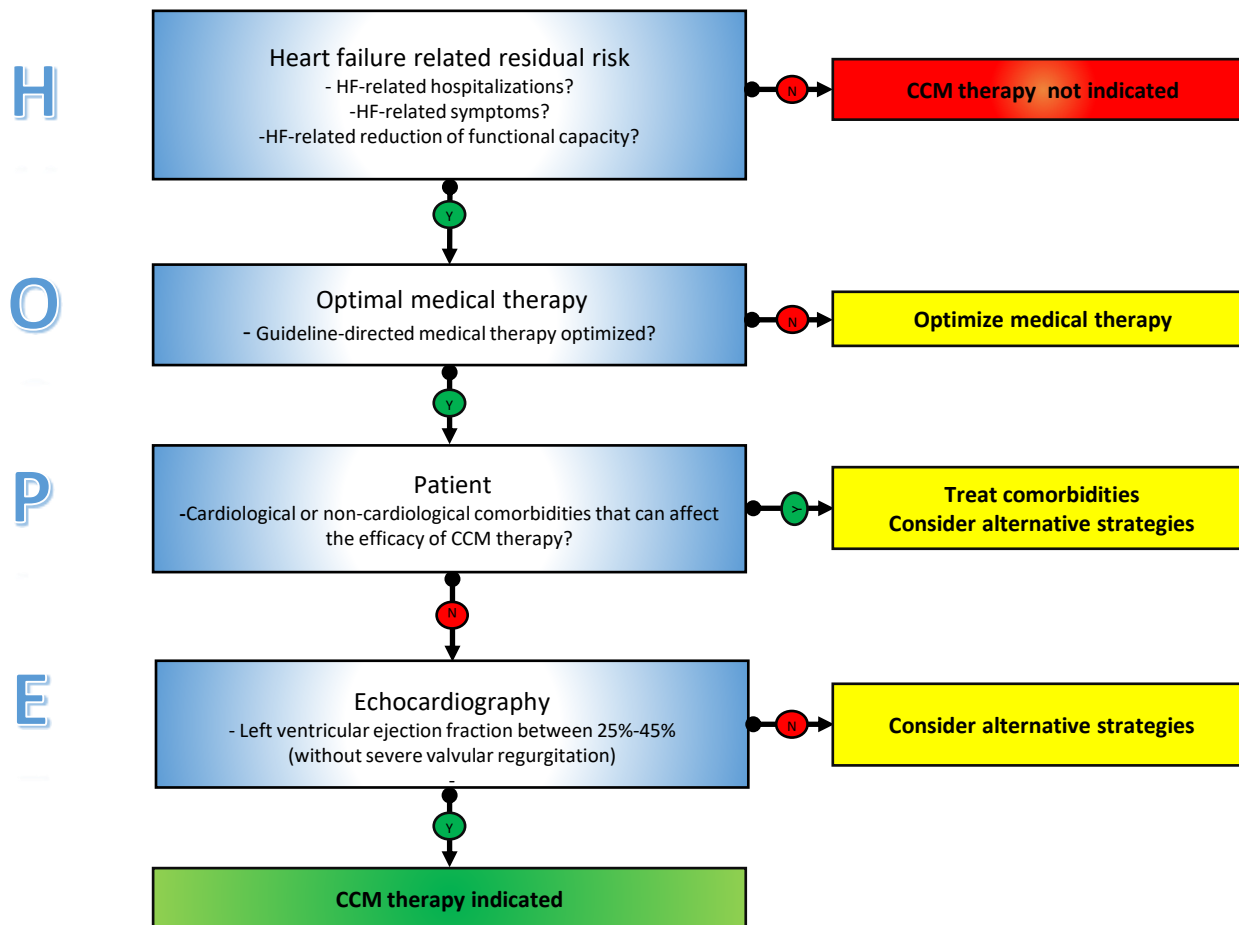 H
Heart failure related residual risk
- HF-related hospitalizations?
-HF-related symptoms?
-HF-related reduction of functional capacity?
N
CCM therapy not indicated
Y
O
Optimal medical therapy
- Guideline-directed medical therapy optimized?
N
Optimize medical therapy
Y
P
Patient
-Cardiological or non-cardiological comorbidities that can affect
the efficacy of CCM therapy?
Y
Treat comorbidities
Consider alternative strategies
N
E
Echocardiography
- Left ventricular ejection fraction between 25%-45%
(without severe valvular regurgitation)
-
N
Consider alternative strategies
Y
CCM therapy indicated